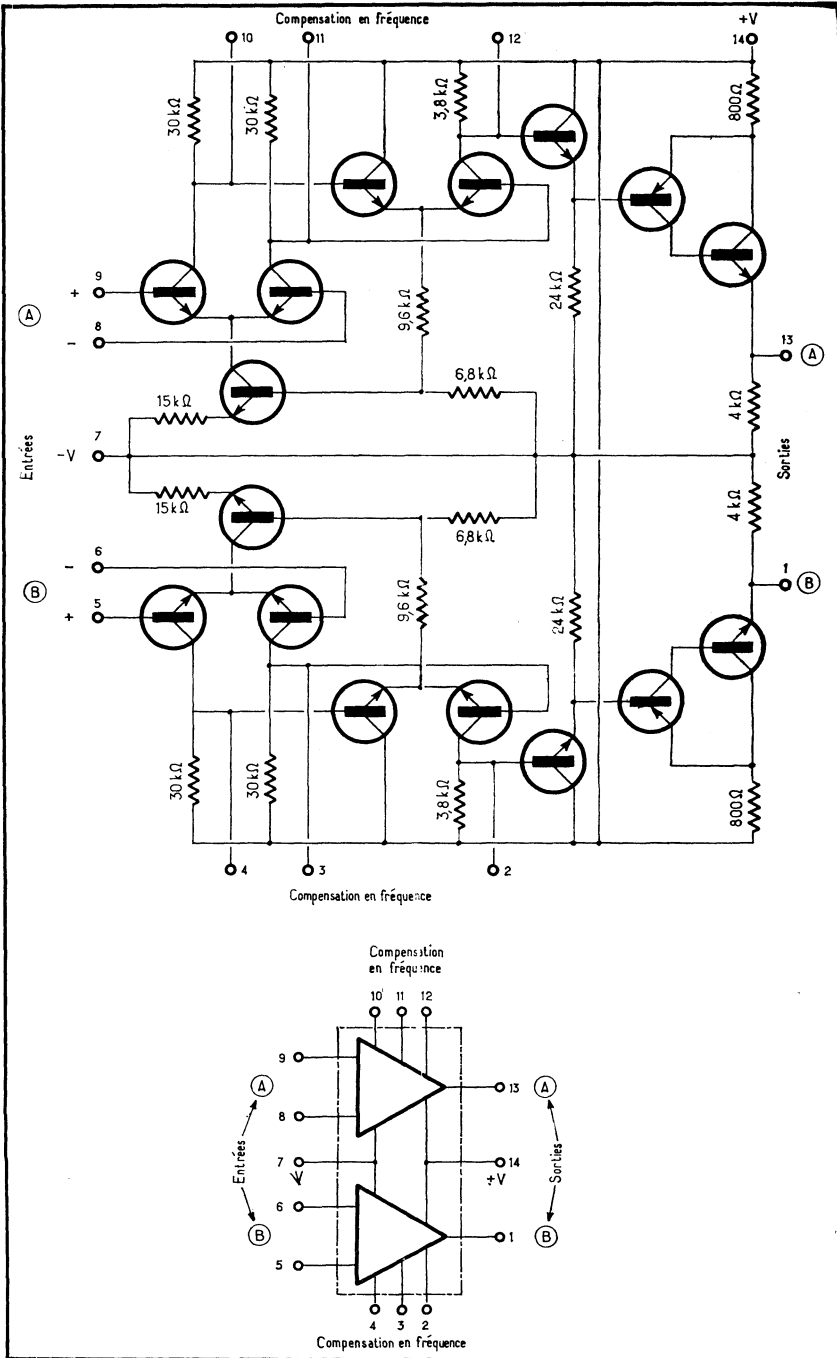 Compensation en fréquence
+V
10
11
12
14
30 kΩ
30 kΩ
3,8 kΩ
800Ω
9
+
A
8
-
9,6 kΩ
24 kΩ
13
A
6,8 kΩ
15 kΩ
4 kΩ
Entrées
7
-V
Sorties
15 kΩ
6,8 kΩ
4 kΩ
6
-
B
5
+
9,6 kΩ
24 kΩ
1
B
30 kΩ
30 kΩ
3,8 kΩ
800Ω
4
3
2
Compensation en fréquence
Compensation
en fréquence
10
11
12
9
A
8
13
A
Entrées
7
V
14
+V
Sorties
6
B
5
1
B
4
3
2
Compensation en fréquence